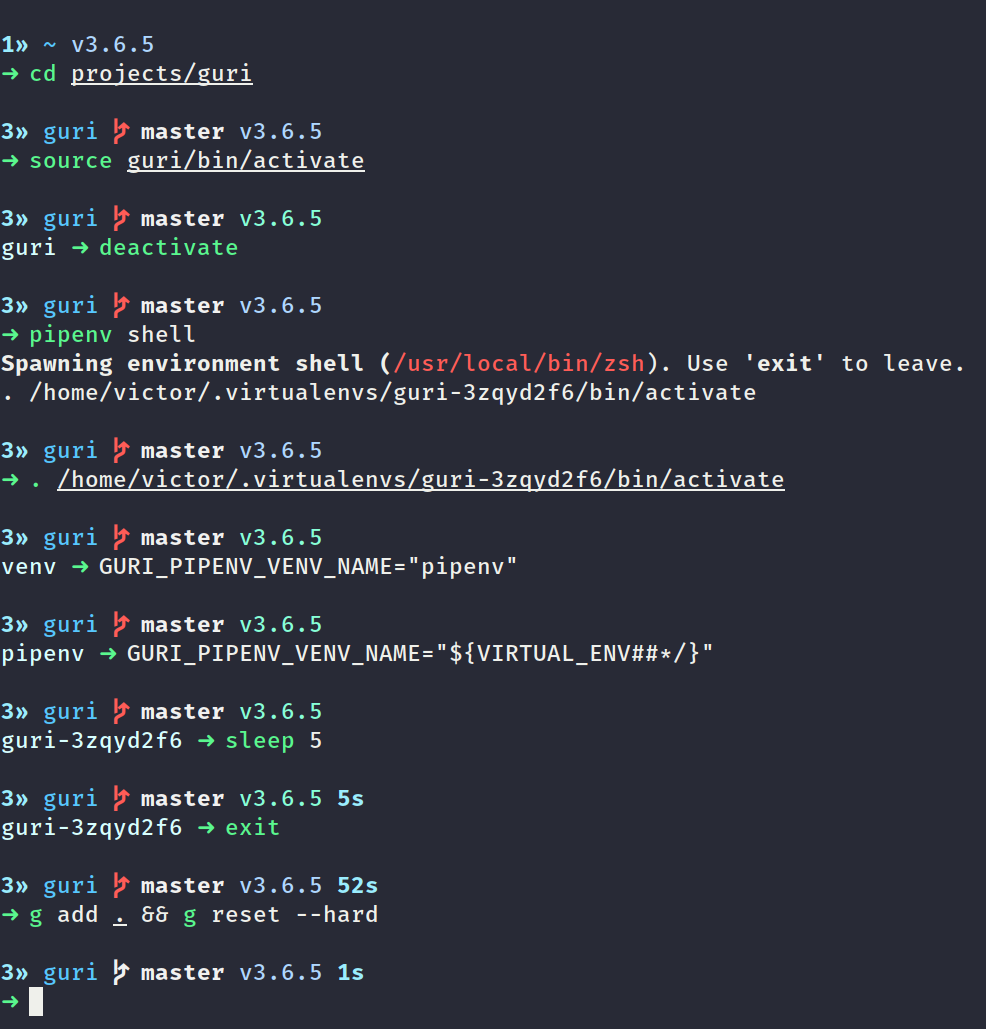 1» ~ v3.6.5
→ cd projects/guri
3» guri master v3.6.5
→ source guri/bin/activate
3» guri master v3.6.5
guri → deactivate
3» guri master v3.6.5
→ pipenv shell
Spawning environment shell (/usr/local/bin/zsh). Use 'exit' to leave.
. /home/victor/.virtualenvs/guri-3zqyd2f6/bin/activate
3» guri master v3.6.5
→ . /home/victor/.virtualenvs/guri-3zqyd2f6/bin/activate
3» guri master v3.6.5
venv → GURI_PIPENV_VENV_NAME="pipenv"
3» guri master v3.6.5
pipenv → GURI_PIPENV_VENV_NAME="${VIRTUAL_ENV##*/}"
3» guri master v3.6.5
guri-3zqyd2f6 → sleep 5
3» guri master v3.6.5 5s
guri-3zqyd2f6 → exit
3» guri master v3.6.5 52s
→ g add . && g reset --hard
3» guri master v3.6.5 1s
→